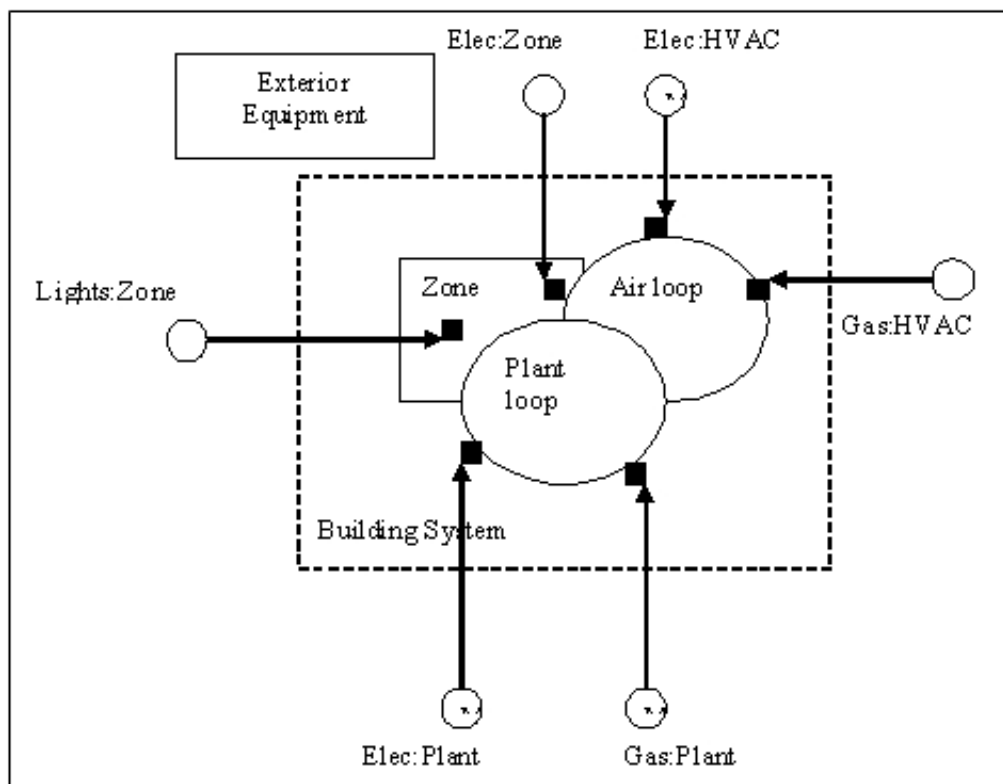 Elec:Zone
Elec:HVAC
Exterior
Equipment
Lights:Zone
Zone
Air loop
Gas:HVAC
Plant
loop
Building System
Elec:Plant
Gas:Plant